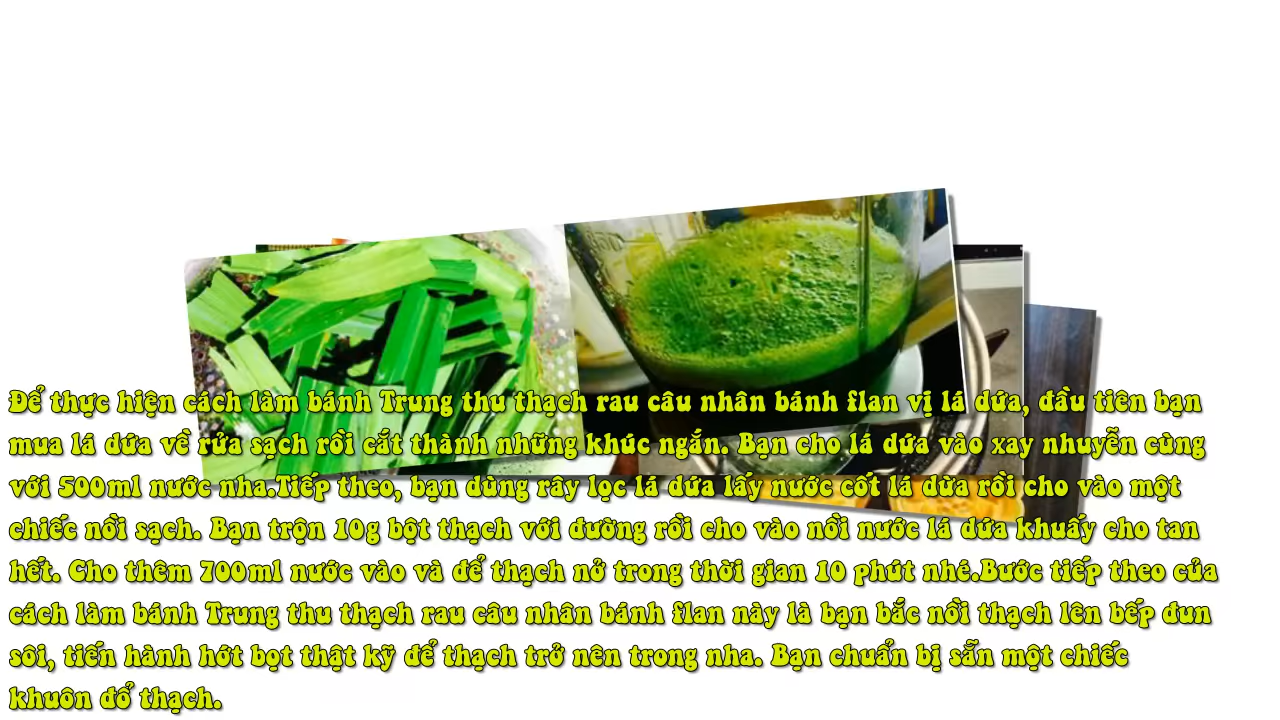 Để thực hiện cách làm bánh Trung thu thạch rau câu nhân bánh flan vị lá dứa, đầu tiên bạn
mua lá dứa về rửa sạch rồi cắt thành những khúc ngắn. Bạn cho lá dứa vào xay nhuyễn cùng
với 500ml nước nha.Tiếp theo, bạn dùng rây lọc lá dứa lấy nước cốt lá dừa rồi cho vào một
chiếc nồi sạch. Bạn trộn 10g bột thạch với đường rồi cho vào nồi nước lá dứa khuấy cho tan
hết. Cho thêm 700ml nước vào và để thạch nở trong thời gian 10 phút nhé.Bước tiếp theo của
cách làm bánh Trung thu thạch rau câu nhân bánh flan này là bạn bắc nồi thạch lên bếp đun
sôi, tiến hành hớt bọt thật kỹ để thạch trở nên trong nha. Bạn chuẩn bị sẵn một chiếc
khuôn đổ thạch.